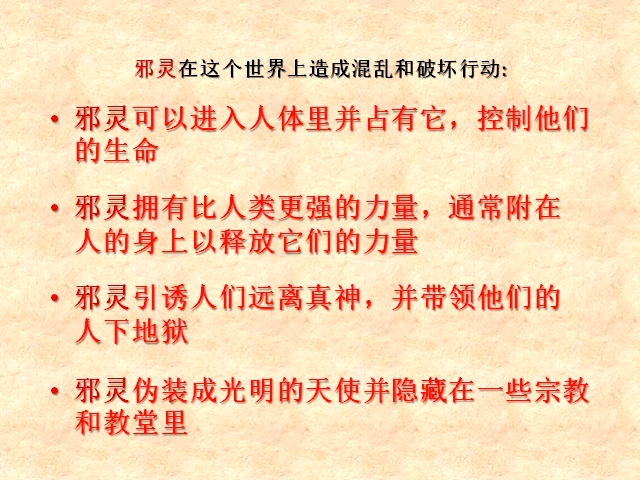 邪灵在这个世界上造成混乱和破坏行动:
• 邪灵可以进入人体里并占有它，控制他们
的生命
• 邪灵拥有比人类更强的力量，通常附在
人的身上以释放它们的力量
• 邪灵引诱人们远离真神，并带领他们的
人下地狱
• 邪灵伪装成光明的天使并隐藏在一些宗教
和教堂里